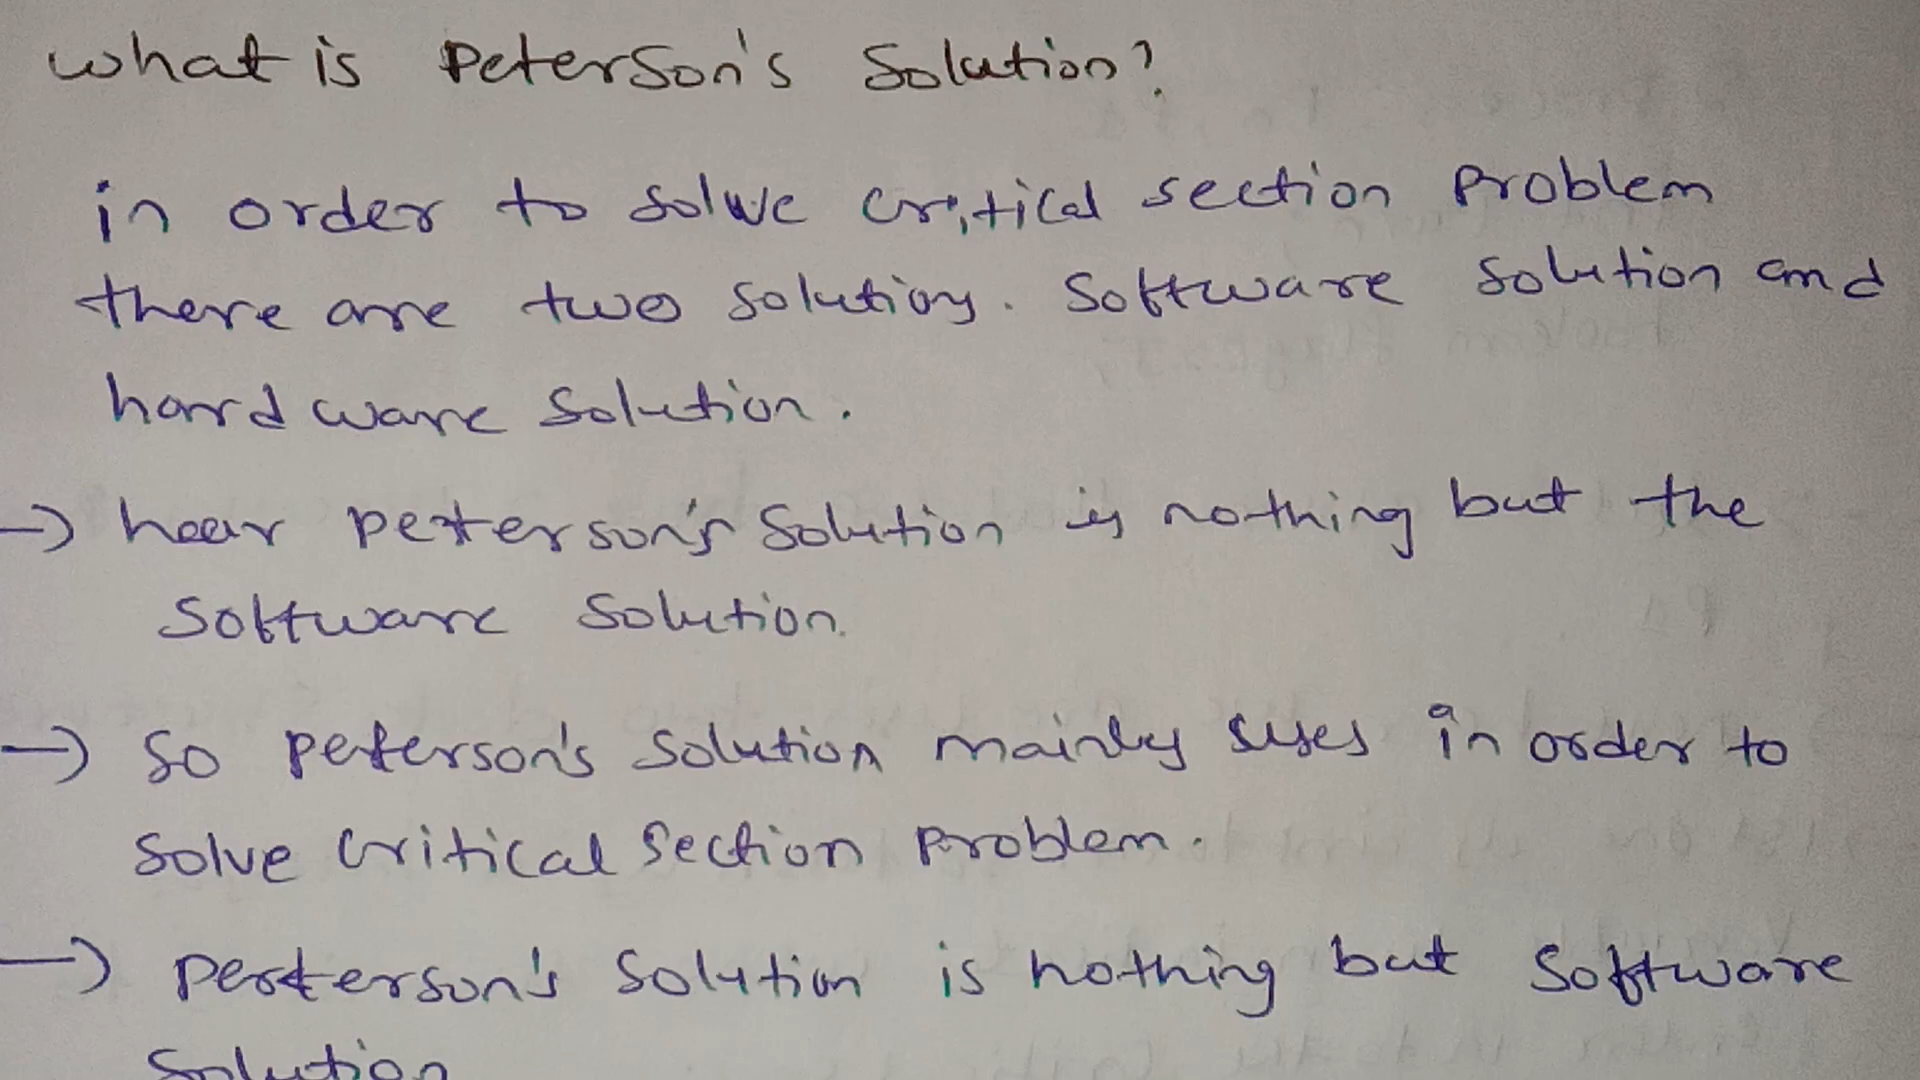 what is Peterson's Solution?
in order to solve critical section Problem
there are two solutions. Software solution and
hardware Solution.
→ hear peterson's Solution is nothing but the
Software Solution.
→ So peterson's Solution mainly uses in order to
Solve Critical Section Problem.
→ perterson's Solution is nothing but Software
Solution